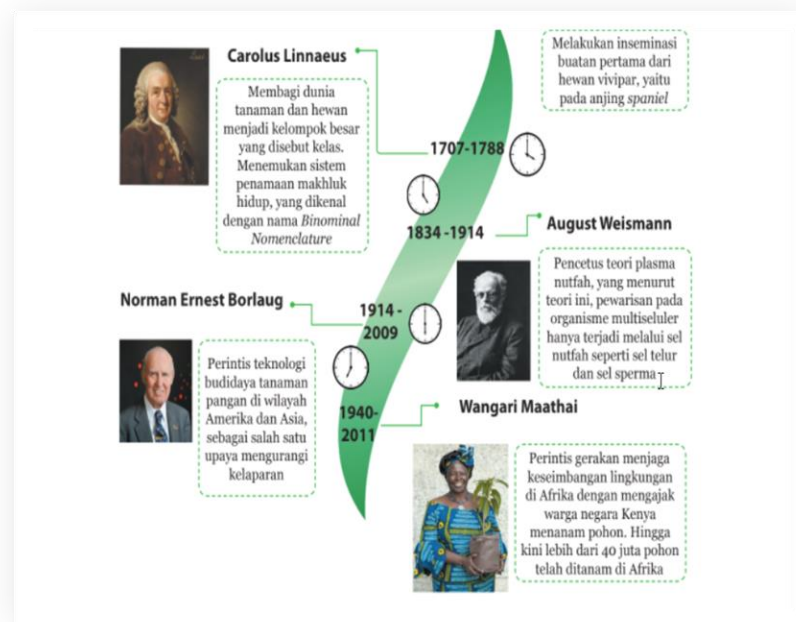 Melakukan inseminasi
buatan pertama dari
hewan vivipar, yaitu
pada anjing spaniel
Carolus Linnaeus
Membagi dunia
tanaman dan hewan
menjadi kelompok besar
yang disebut kelas.
Menemukan sistem
penamaan makhluk
hidup, yang dikenal
dengan nama Binominal
Nomenclature
1707-1788
1834 -1914
August Weismann
Pencetus teori plasma
nutfah, yang menurut
teori ini, pewarisan pada
organisme multiseluler
hanya terjadi melalui sel
nutfah seperti sel telur
dan sel sperma
Norman Ernest Borlaug
1914 -
2009
Perintis teknologi
budidaya tanaman
pangan di wilayah
Amerika dan Asia,
sebagai salah satu
upaya mengurangi
kelaparan
1940-
2011
Wangari Maathai
Perintis gerakan menjaga
keseimbangan lingkungan
di Afrika dengan mengajak
warga negara Kenya
menanam pohon. Hingga
kini lebih dari 40 juta pohon
telah ditanam di Afrika